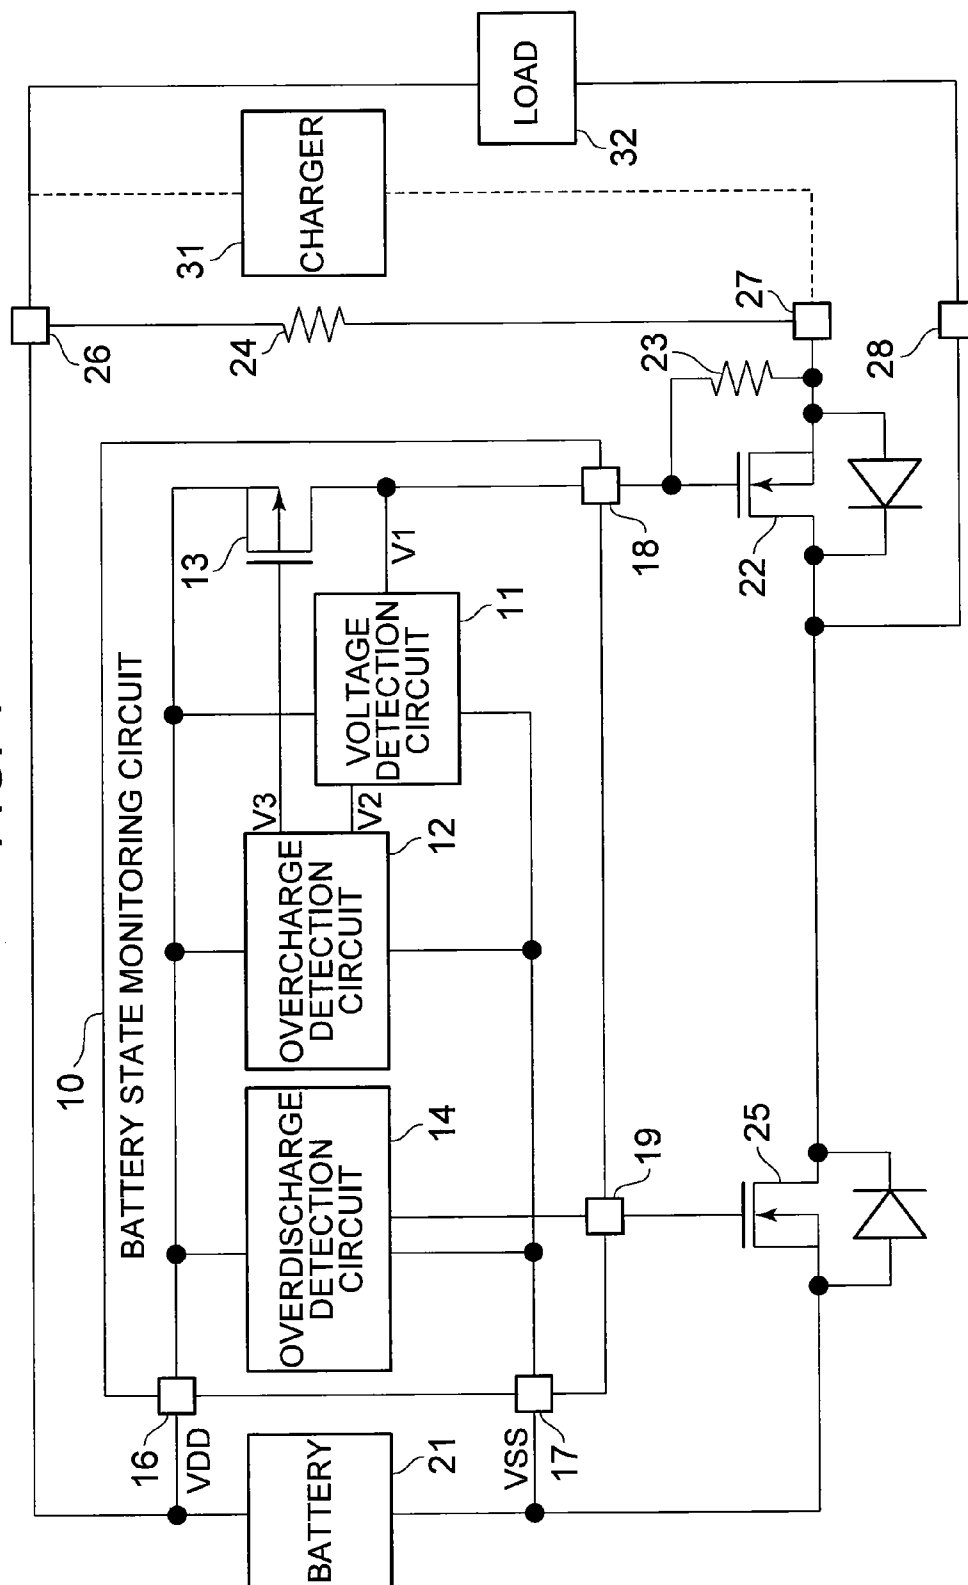 26
31
CHARGER
LOAD
32
24
27
28
23
22
18
10
BATTERY STATE MONITORING CIRCUIT
13
V1
VOLTAGE
DETECTION
CIRCUIT
11
V3
V2
OVERCHARGE
DETECTION
CIRCUIT
12
OVERDISCHARGE
DETECTION
CIRCUIT
14
19
25
16
VDD
BATTERY
21
VSS
17